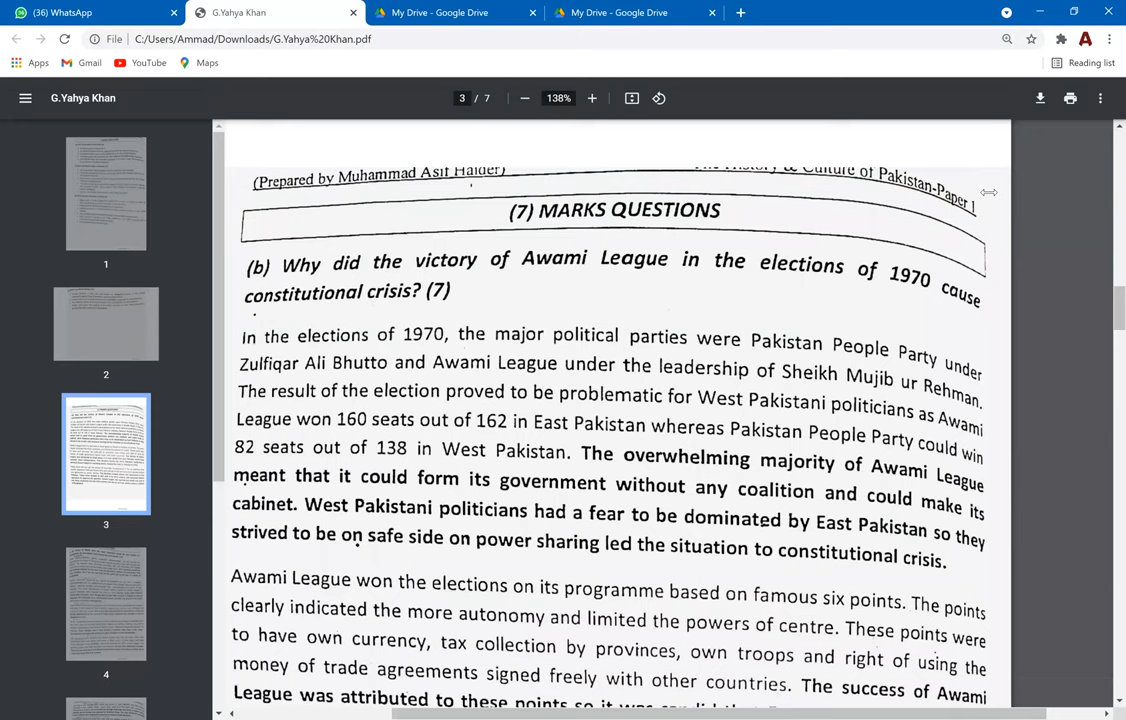 (36) WhatsApp
G.Yahya Khan
My Drive - Google Drive
My Drive - Google Drive
File
C:/Users/Ammad/Downloads/G.Yahya%20Khan.pdf
Apps
Gmail
YouTube
Maps
Reading list
G.Yahya Khan
3 / 7
138%
(Prepared by Muhammad Asif Haider)
The History & Culture of Pakistan-Paper 1
(7) MARKS QUESTIONS
(b) Why did the victory of Awami League in the elections of 1970 cause
constitutional crisis? (7)
In the elections of 1970, the major political parties were Pakistan People Party under
Zulfiqar Ali Bhutto and Awami League under the leadership of Sheikh Mujib ur Rehman.
The result of the election proved to be problematic for West Pakistani politicians as Awami
League won 160 seats out of 162 in East Pakistan whereas Pakistan People Party could win
82 seats out of 138 in West Pakistan. The overwhelming majority of Awami League
meant that it could form its government without any coalition and could make its
cabinet. West Pakistani politicians had a fear to be dominated by East Pakistan so they
strived to be on safe side on power sharing led the situation to constitutional crisis.
Awami League won the elections on its programme based on famous six points. The points
clearly indicated the more autonomy and limited the powers of centre. These points were
to have own currency, tax collection by provinces, own troops and right of using the
money of trade agreements signed freely with other countries. The success of Awami
League was attributed to these points so it was
1
2
3
4